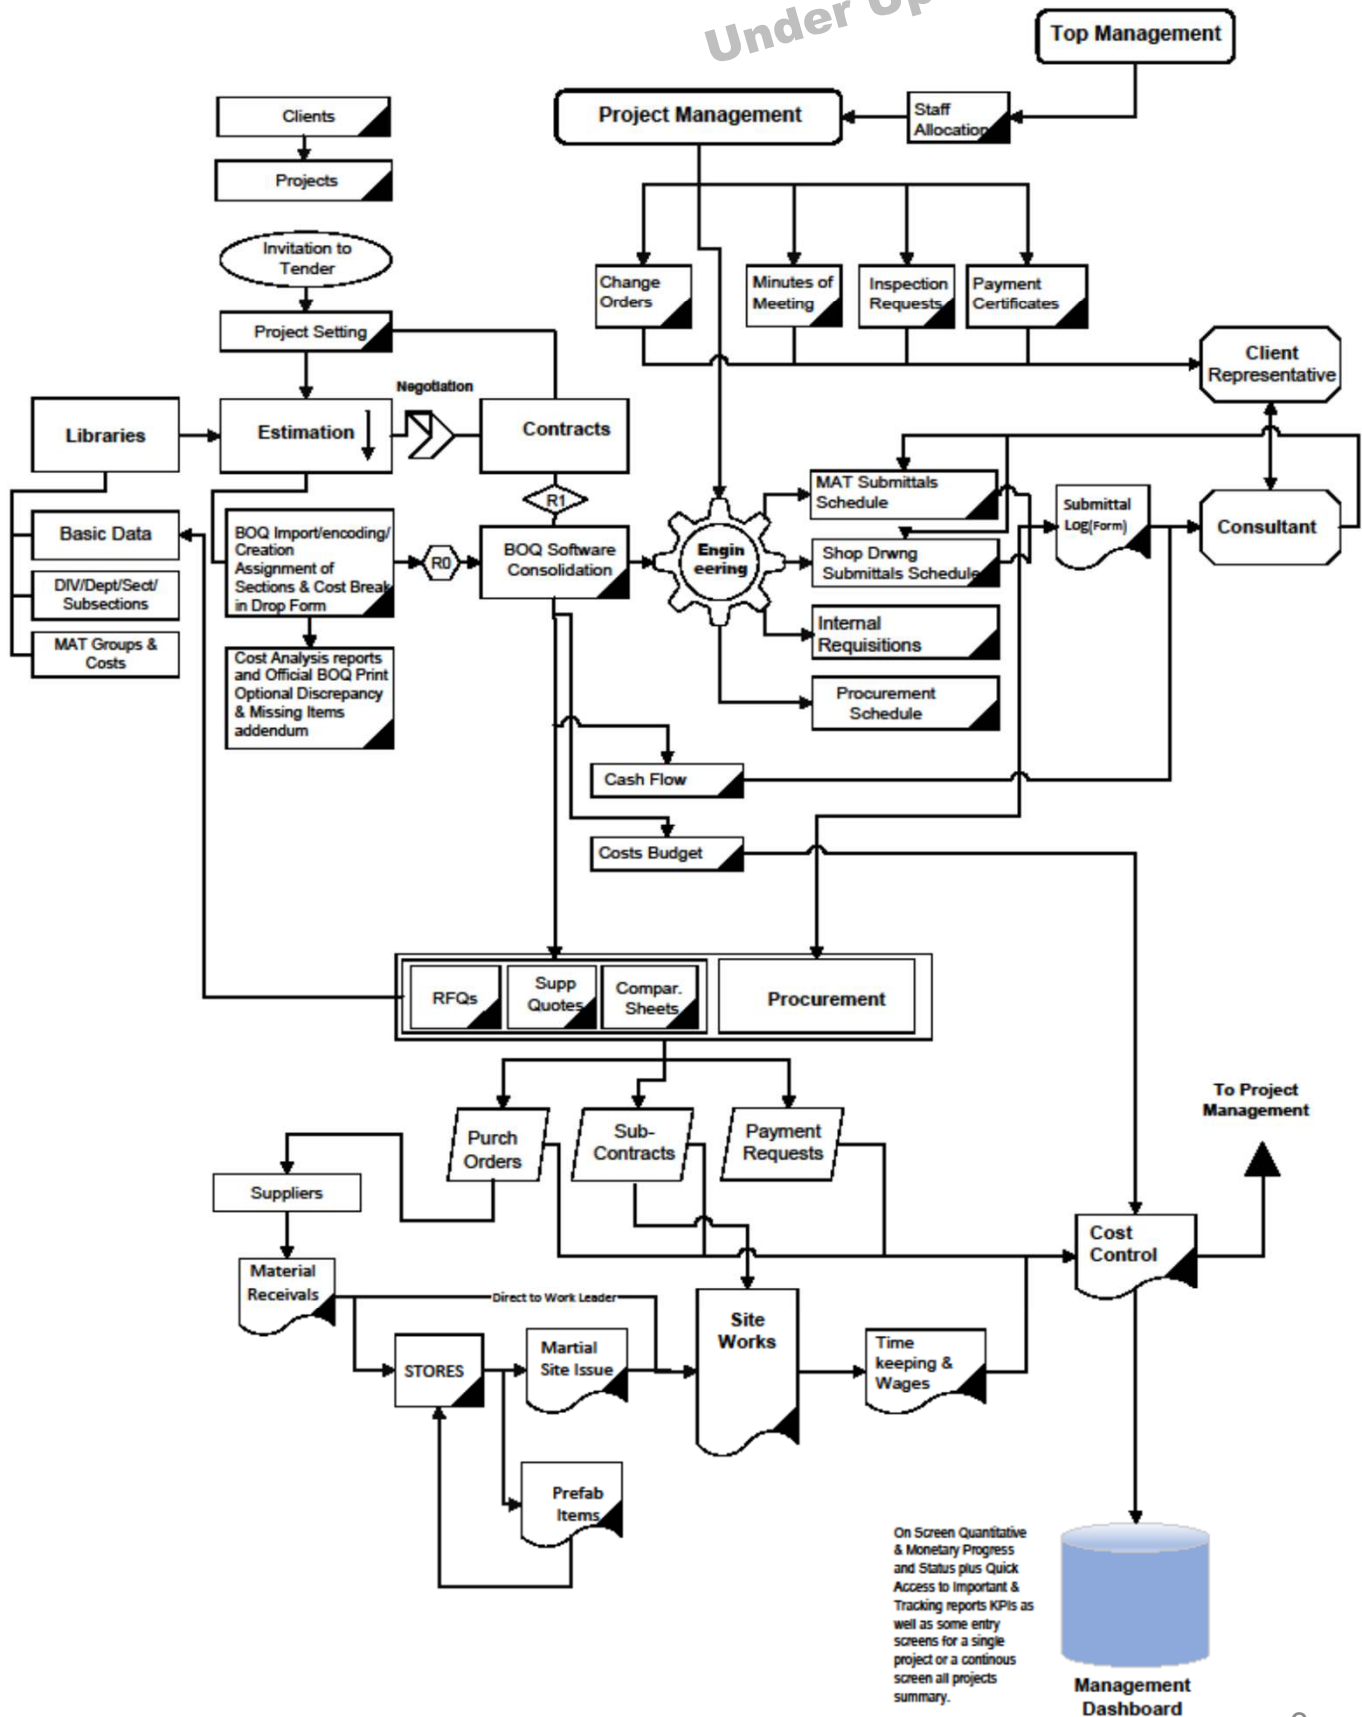 Under
Top Management
Project Management
Staff
Allocation
Clients
Projects
Invitation to
Tender
Project Setting
Change
Orders
Minutes of
Meeting
Inspection
Requests
Payment
Certificates
Client
Representative
Negotiation
Libraries
Estimation
Contracts
R1
MAT Submittals
Schedule
Submittal
Log(Form)
Consultant
Basic Data
BOQ Import/encoding/
Creation
Assignment of
Sections & Cost Break
in Drop Form
R0
BOQ Software
Consolidation
Engin
eering
Shop Drwng
Submittals Schedule
DIV/Dept/Sect/
Subsections
MAT Groups &
Costs
Internal
Requisitions
Cost Analysis reports
and Official BOQ Print
Optional Discrepancy
& Missing Items
addendum
Procurement
Schedule
Cash Flow
Costs Budget
RFQs
Supp
Quotes
Compar.
Sheets
Procurement
To Project
Management
Purch
Orders
Sub-
Contracts
Payment
Requests
Suppliers
Cost
Control
Material
Receivals
Direct to Work Leader
Site
Works
STORES
Martial
Site Issue
Time
keeping &
Wages
Prefab
Items
On Screen Quantitative
& Monetary Progress
and Status plus Quick
Access to Important &
Tracking reports KPIs as
well as some entry
screens for a single
project or a continous
screen all projects
summary.
Management
Dashboard